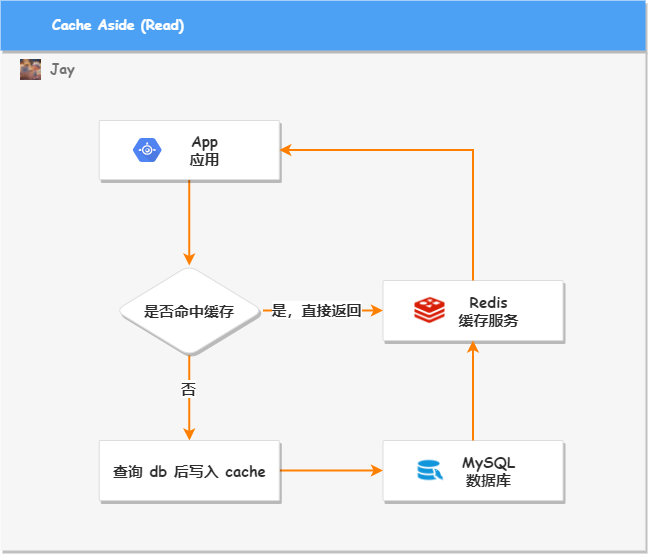 Cache Aside (Read)
Jay
App
应用
是否命中缓存
是，直接返回
Redis
缓存服务
否
查询 db 后写入 cache
MySQL
数据库